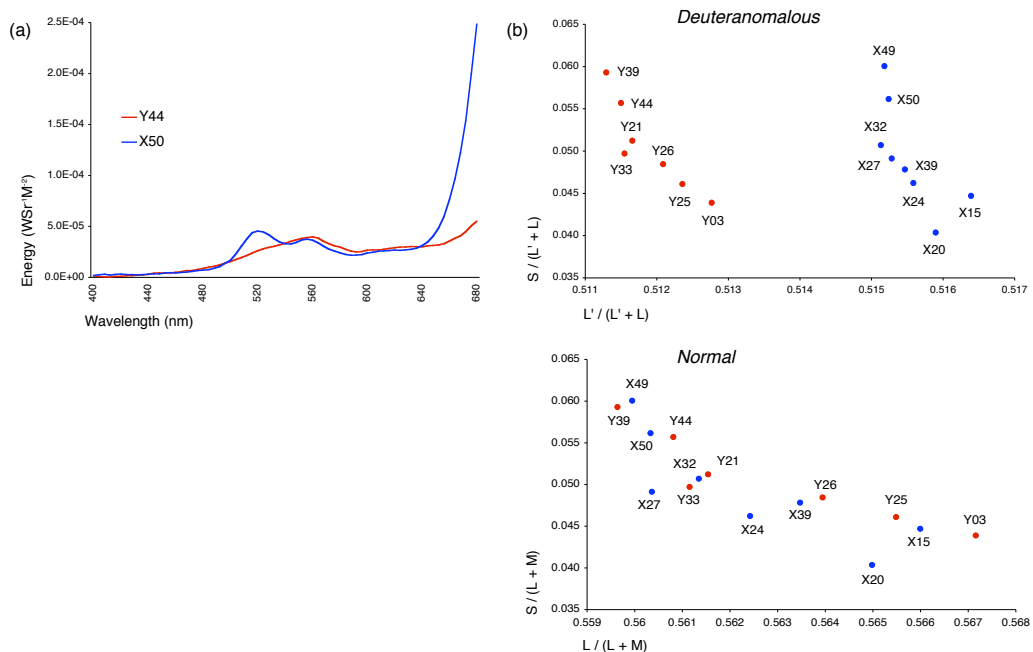 (a)
2.5E-04
2.0E-04
1.5E-04
1.0E-04
5.0E-05
0.0E+00
Energy (WSr⁻¹M⁻²)
Y44
X50
400
440
480
520
560
600
640
680
Wavelength (nm)
(b)
Deuteranomalous
0.065
0.060
0.055
0.050
0.045
0.040
0.035
S / (L' + L)
X49
Y39
X50
Y44
Y21
X32
Y26
Y33
X27
X39
Y25
X24
Y03
X15
X20
0.511
0.512
0.513
0.514
0.515
0.516
0.517
L' / (L' + L)
Normal
0.065
0.060
0.055
0.050
0.045
0.040
0.035
S / (L + M)
X49
Y39
Y44
X50
X32
Y21
Y33
X27
Y26
X39
Y25
X24
Y03
X15
X20
0.559
0.56
0.561
0.562
0.563
0.564
0.565
0.566
0.567
0.568
L / (L + M)